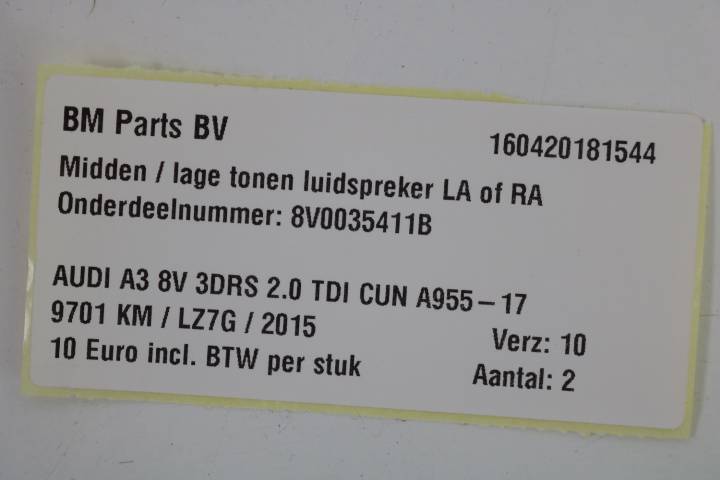 BM Parts BV 160420181544
Midden / lage tonen luidspreker LA of RA
Onderdeelnummer: 8V0035411B
AUDI A3 8V 3DRS 2.0 TDI CUN A955-17
9701 KM / LZ7G / 2015 Verz: 10
10 Euro incl. BTW per stuk Aantal: 2